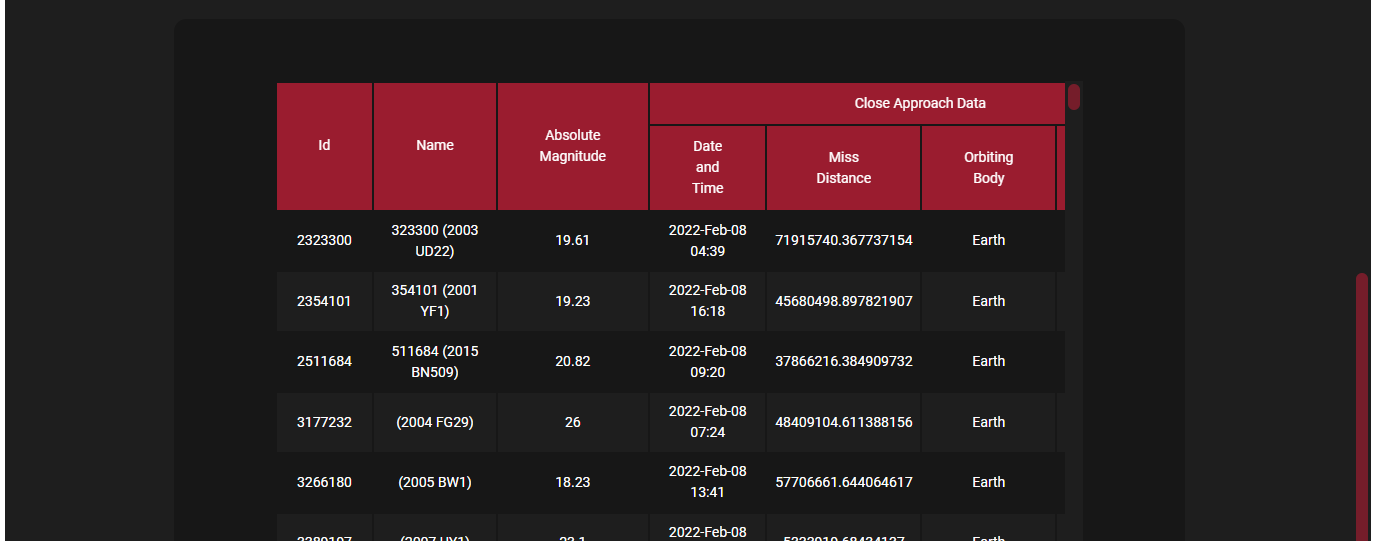 Close Approach Data
Id Name Absolute
Magnitude
Date
and
Time
Miss
Distance
Orbiting
Body
2323300 323300 (2003
UD22) 19.61 2022-Feb-08
04:39 71915740.367737154 Earth
2354101 354101 (2001
YF1) 19.23 2022-Feb-08
16:18 45680498.897821907 Earth
2511684 511684 (2015
BN509) 20.82 2022-Feb-08
09:20 37866216.384909732 Earth
3177232 (2004 FG29) 26 2022-Feb-08
07:24 48409104.611388156 Earth
3266180 (2005 BW1) 18.23 2022-Feb-08
13:41 57706661.644064617 Earth
2022-Feb-08
Earth